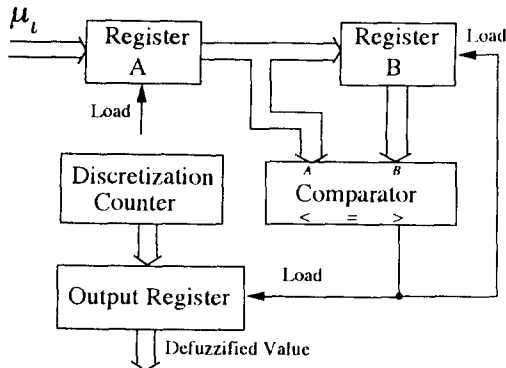 μi
Register
A
Register
B
Load
Load
A
B
Comparator
< = >
Discretization
Counter
Load
Output Register
Defuzzified Value